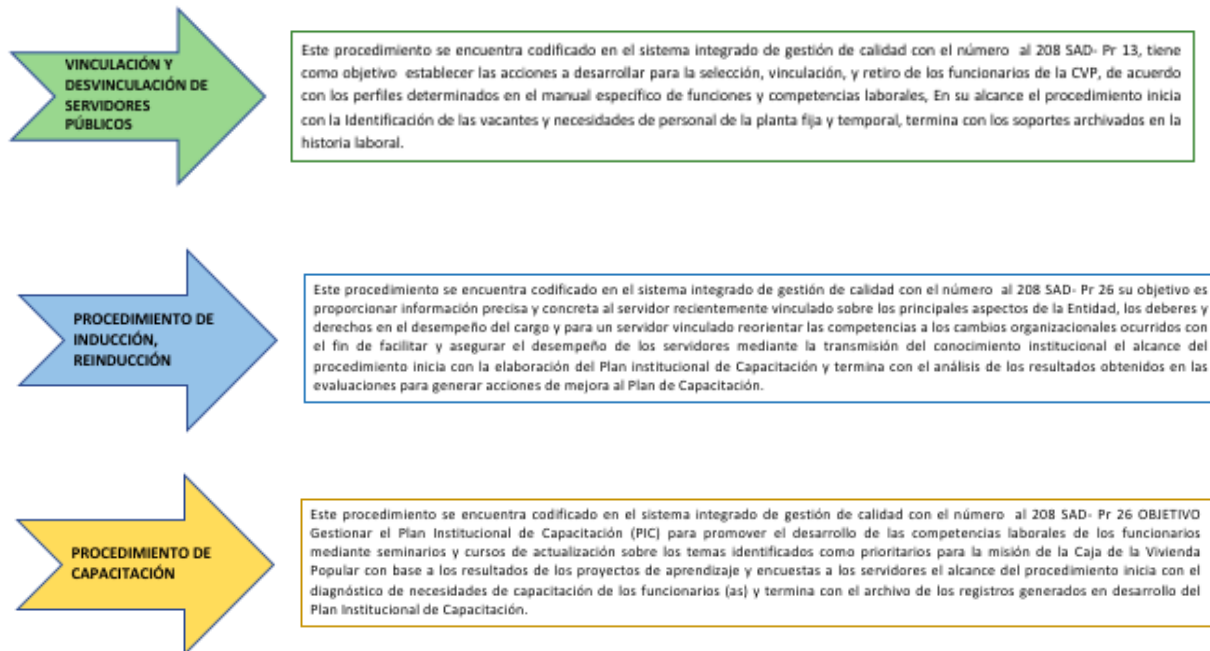 VINCULACIÓN Y
DESVINCULACIÓN DE
SERVIDORES
PÚBLICOS
Este procedimiento se encuentra codificado en el sistema integrado de gestión de calidad con el número al 208 SAD- Pr 13, tiene
como objetivo establecer las acciones a desarrollar para la selección, vinculación, y retiro de los funcionarios de la CVP, de acuerdo
con los perfiles determinados en el manual específico de funciones y competencias laborales, En su alcance el procedimiento inicia
con la Identificación de las vacantes y necesidades de personal de la planta fija y temporal, termina con los soportes archivados en la
historia laboral.
PROCEDIMIENTO DE
INDUCCIÓN,
REINDUCCIÓN
Este procedimiento se encuentra codificado en el sistema integrado de gestión de calidad con el número al 208 SAD- Pr 26 su objetivo es
proporcionar información precisa y concreta al servidor recientemente vinculado sobre los principales aspectos de la Entidad, los deberes y
derechos en el desempeño del cargo y para un servidor vinculado reorientar las competencias a los cambios organizacionales ocurridos con
el fin de facilitar y asegurar el desempeño de los servidores mediante la transmisión del conocimiento institucional el alcance del
procedimiento inicia con la elaboración del Plan institucional de Capacitación y termina con el análisis de los resultados obtenidos en las
evaluaciones para generar acciones de mejora al Plan de Capacitación.
PROCEDIMIENTO DE
CAPACITACIÓN
Este procedimiento se encuentra codificado en el sistema integrado de gestión de calidad con el número al 208 SAD- Pr 26 OBJETIVO
Gestionar el Plan Institucional de Capacitación (PIC) para promover el desarrollo de las competencias laborales de los funcionarios
mediante seminarios y cursos de actualización sobre los temas identificados como prioritarios para la misión de la Caja de la Vivienda
Popular con base a los resultados de los proyectos de aprendizaje y encuestas a los servidores el alcance del procedimiento inicia con el
diagnóstico de necesidades de capacitación de los funcionarios (as) y termina con el archivo de los registros generados en desarrollo del
Plan Institucional de Capacitación.